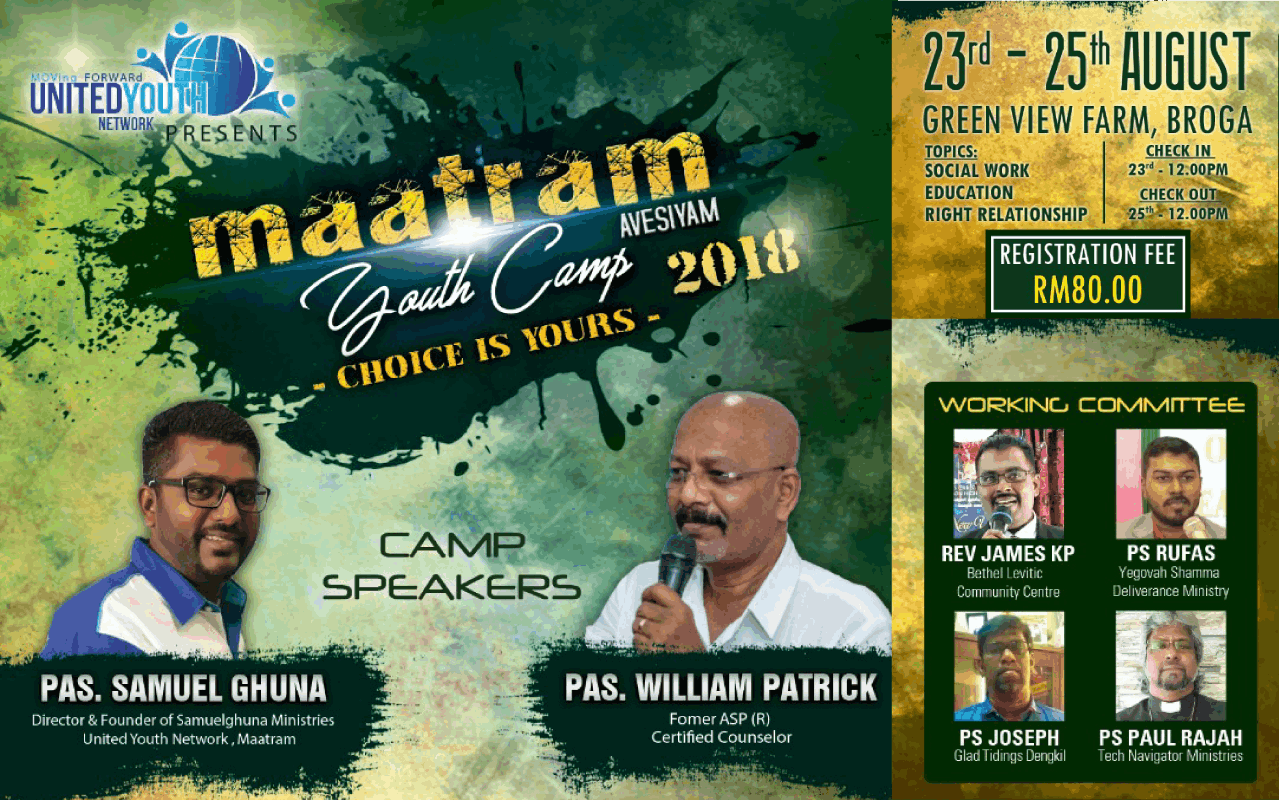 MOVIng FORWARd
UNITEDYOUTH
NETWORK
PRESENTS
maatram
AVESIYAM
Youth Camp 2018
- CHOICE IS YOURS -
CAMP
SPEAKERS
PAS. SAMUEL GHUNA
Director & Founder of Samuelghuna Ministries
United Youth Network , Maatram
PAS. WILLIAM PATRICK
Fomer ASP (R)
Certified Counselor
23rd - 25th AUGUST
GREEN VIEW FARM, BROGA
TOPICS:
SOCIAL WORK
EDUCATION
RIGHT RELATIONSHIP
CHECK IN
23rd - 12.00PM
CHECK OUT
25th - 12.00PM
REGISTRATION FEE
RM80.00
WORKING COMMITTEE
REV JAMES KP
Bethel Levitic
Community Centre
PS RUFAS
Yegovah Shamma
Deliverance Ministry
PS JOSEPH
Glad Tidings Dengkil
PS PAUL RAJAH
Tech Navigator Ministries